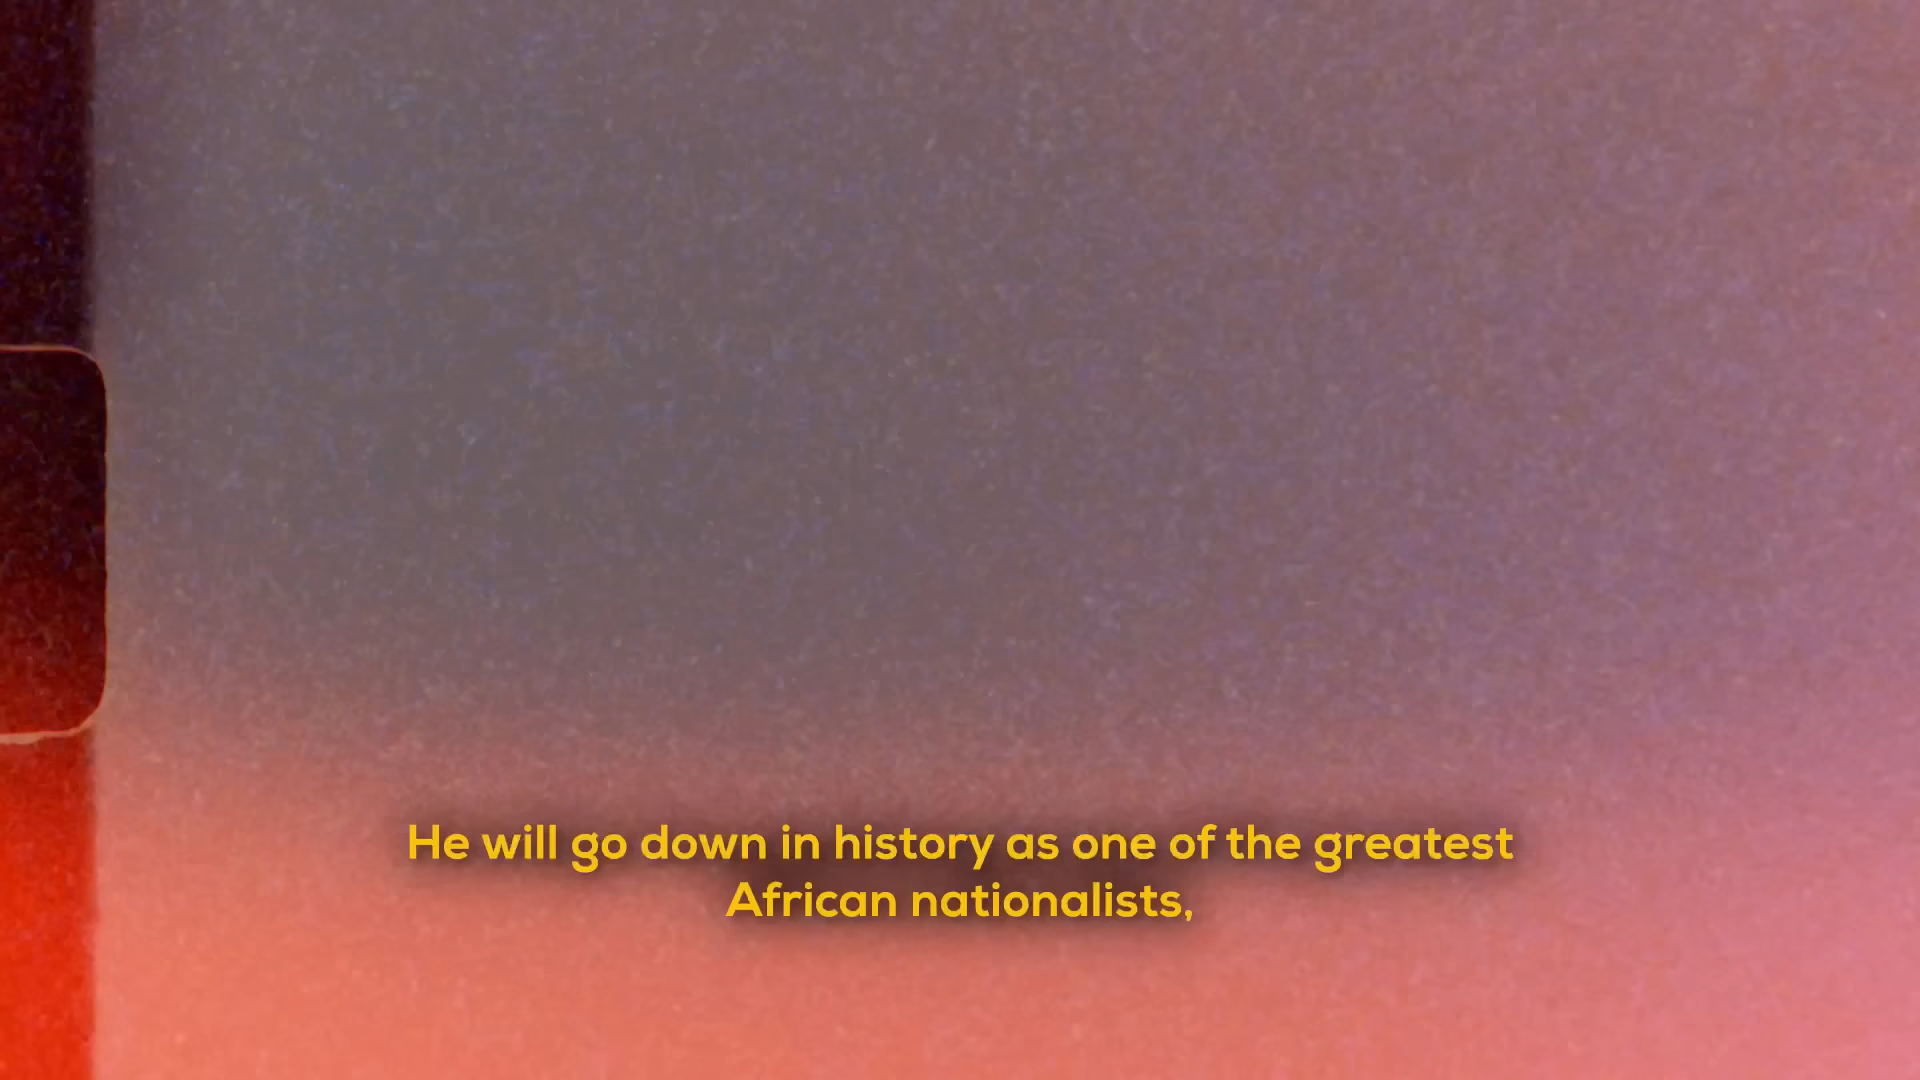 He will go down in history as one of the greatest
African nationalists,